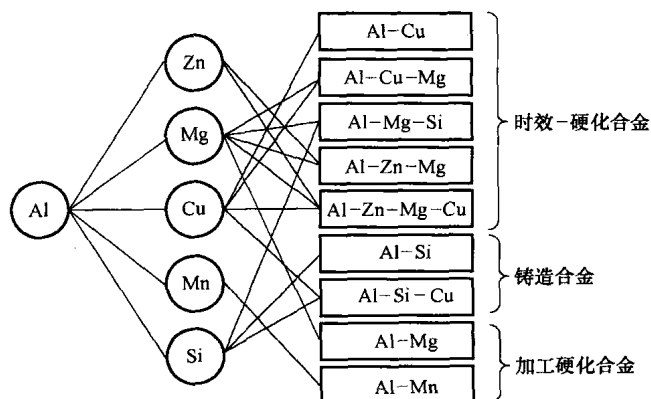 Al
Zn
Mg
Cu
Mn
Si
Al-Cu
Al-Cu-Mg
Al-Mg-Si
Al-Zn-Mg
Al-Zn-Mg-Cu
时效-硬化合金
Al-Si
Al-Si-Cu
铸造合金
Al-Mg
Al-Mn
加工硬化合金